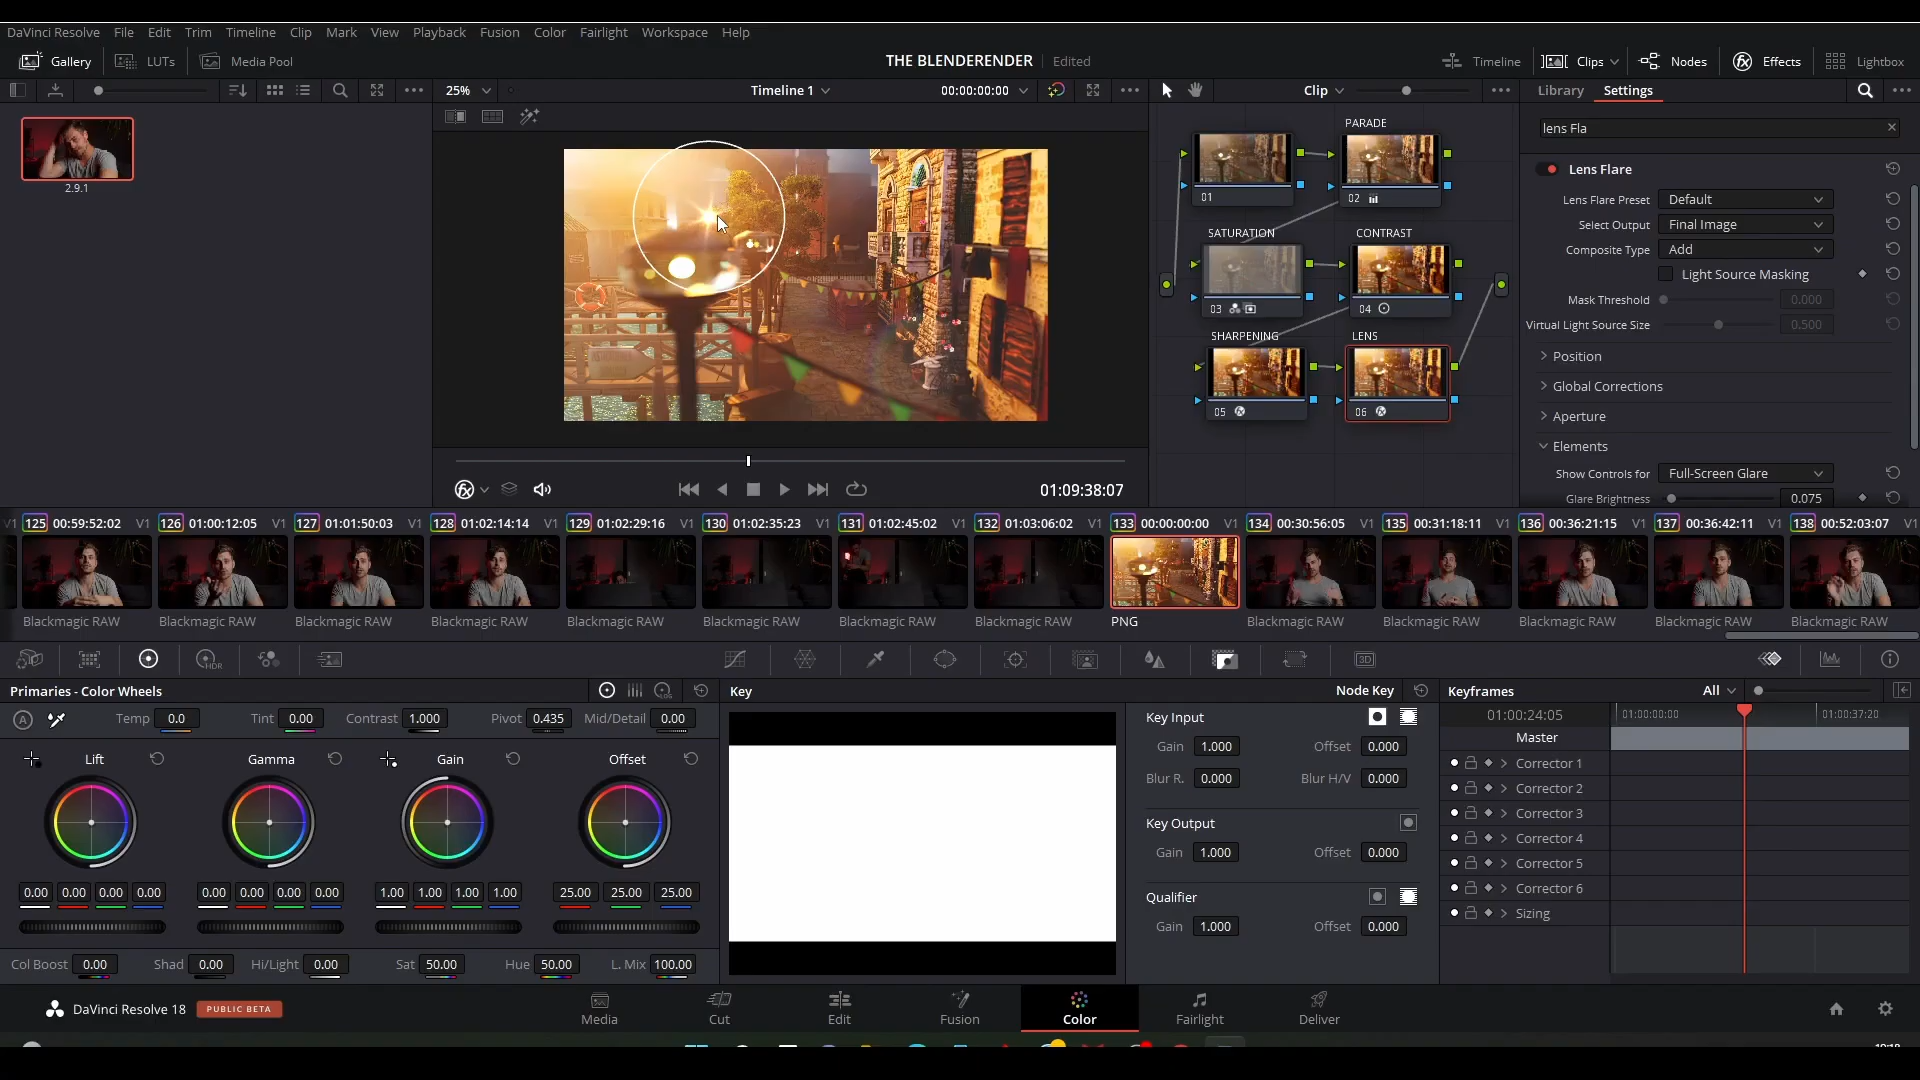 DaVinci Resolve File Edit Trim Timeline Clip Mark View Playback Fusion Color Fairlight Workspace Help
Gallery LUTs Media Pool THE BLENDERENDER Edited Timeline Clips Nodes Effects Lightbox
25% Timeline 1 00:00:00:00 Clip Library Settings
2.9.1
PARADE
01
02
SATURATION CONTRAST
03
04
SHARPENING LENS
05
06
lens Fla
Lens Flare
Lens Flare Preset Default
Select Output Final Image
Composite Type Add
Light Source Masking
Mask Threshold 0.000
Virtual Light Source Size 0.500
Position
Global Corrections
Aperture
Elements
Show Controls for Full-Screen Glare
Glare Brightness 0.075
01:09:38:07
V1 125 00:59:52:02 V1 126 01:00:12:05 V1 127 01:01:50:03 V1 128 01:02:14:14 V1 129 01:02:29:16 V1 130 01:02:35:23 V1 131 01:02:45:02 V1 132 01:03:06:02 V1 133 00:00:00:00 V1 134 00:30:56:05 V1 135 00:31:18:11 V1 136 00:36:21:15 V1 137 00:36:42:11 V1 138 00:52:03:07 V1
Blackmagic RAW Blackmagic RAW Blackmagic RAW Blackmagic RAW Blackmagic RAW Blackmagic RAW Blackmagic RAW Blackmagic RAW PNG Blackmagic RAW Blackmagic RAW Blackmagic RAW Blackmagic RAW Blackmagic RAW
HDR
3D
Primaries - Color Wheels
LOG
A Temp 0.0 Tint 0.00 Contrast 1.000 Pivot 0.435 Mid/Detail 0.00
Lift Gamma Gain Offset
0.00 0.00 0.00 0.00 0.00 0.00 0.00 0.00 1.00 1.00 1.00 1.00 25.00 25.00 25.00
Col Boost 0.00 Shad 0.00 Hi/Light 0.00 Sat 50.00 Hue 50.00 L. Mix 100.00
Key Node Key
Key Input
Gain 1.000 Offset 0.000
Blur R. 0.000 Blur H/V 0.000
Key Output
Gain 1.000 Offset 0.000
Qualifier
Gain 1.000 Offset 0.000
Keyframes All
01:00:24:05 01:00:00:00 01:00:37:20
Master
Corrector 1
Corrector 2
Corrector 3
Corrector 4
Corrector 5
Corrector 6
Sizing
DaVinci Resolve 18 PUBLIC BETA
Media Cut Edit Fusion Color Fairlight Deliver